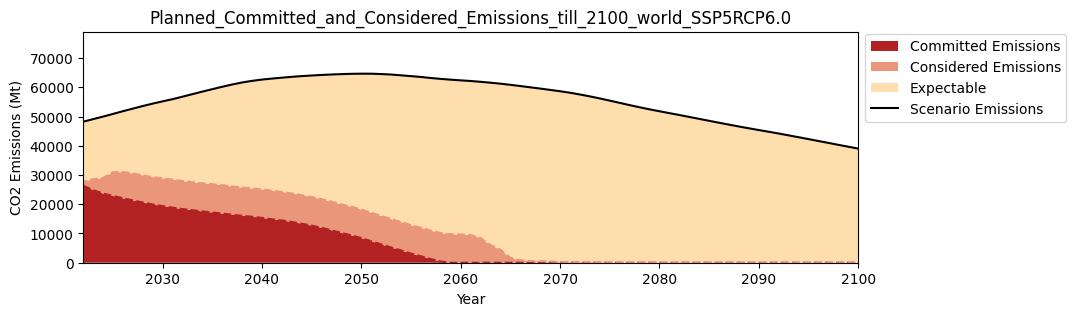 Planned_Committed_and_Considered_Emissions_till_2100_world_SSP5RCP6.0
Committed Emissions
Considered Emissions
Expectable
Scenario Emissions
CO2 Emissions (Mt)
70000
60000
50000
40000
30000
20000
10000
0
2030 2040 2050 2060 2070 2080 2090 2100
Year